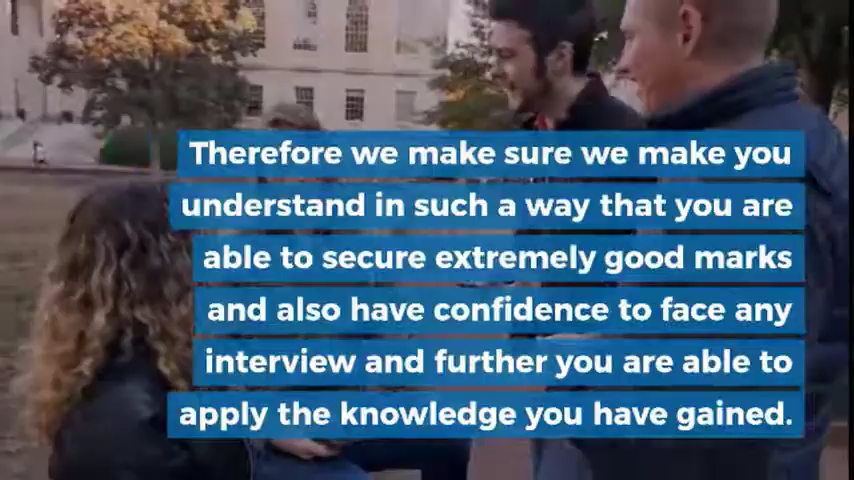 Therefore we make sure we make you
understand in such a way that you are
able to secure extremely good marks
and also have confidence to face any
interview and further you are able to
apply the knowledge you have gained.